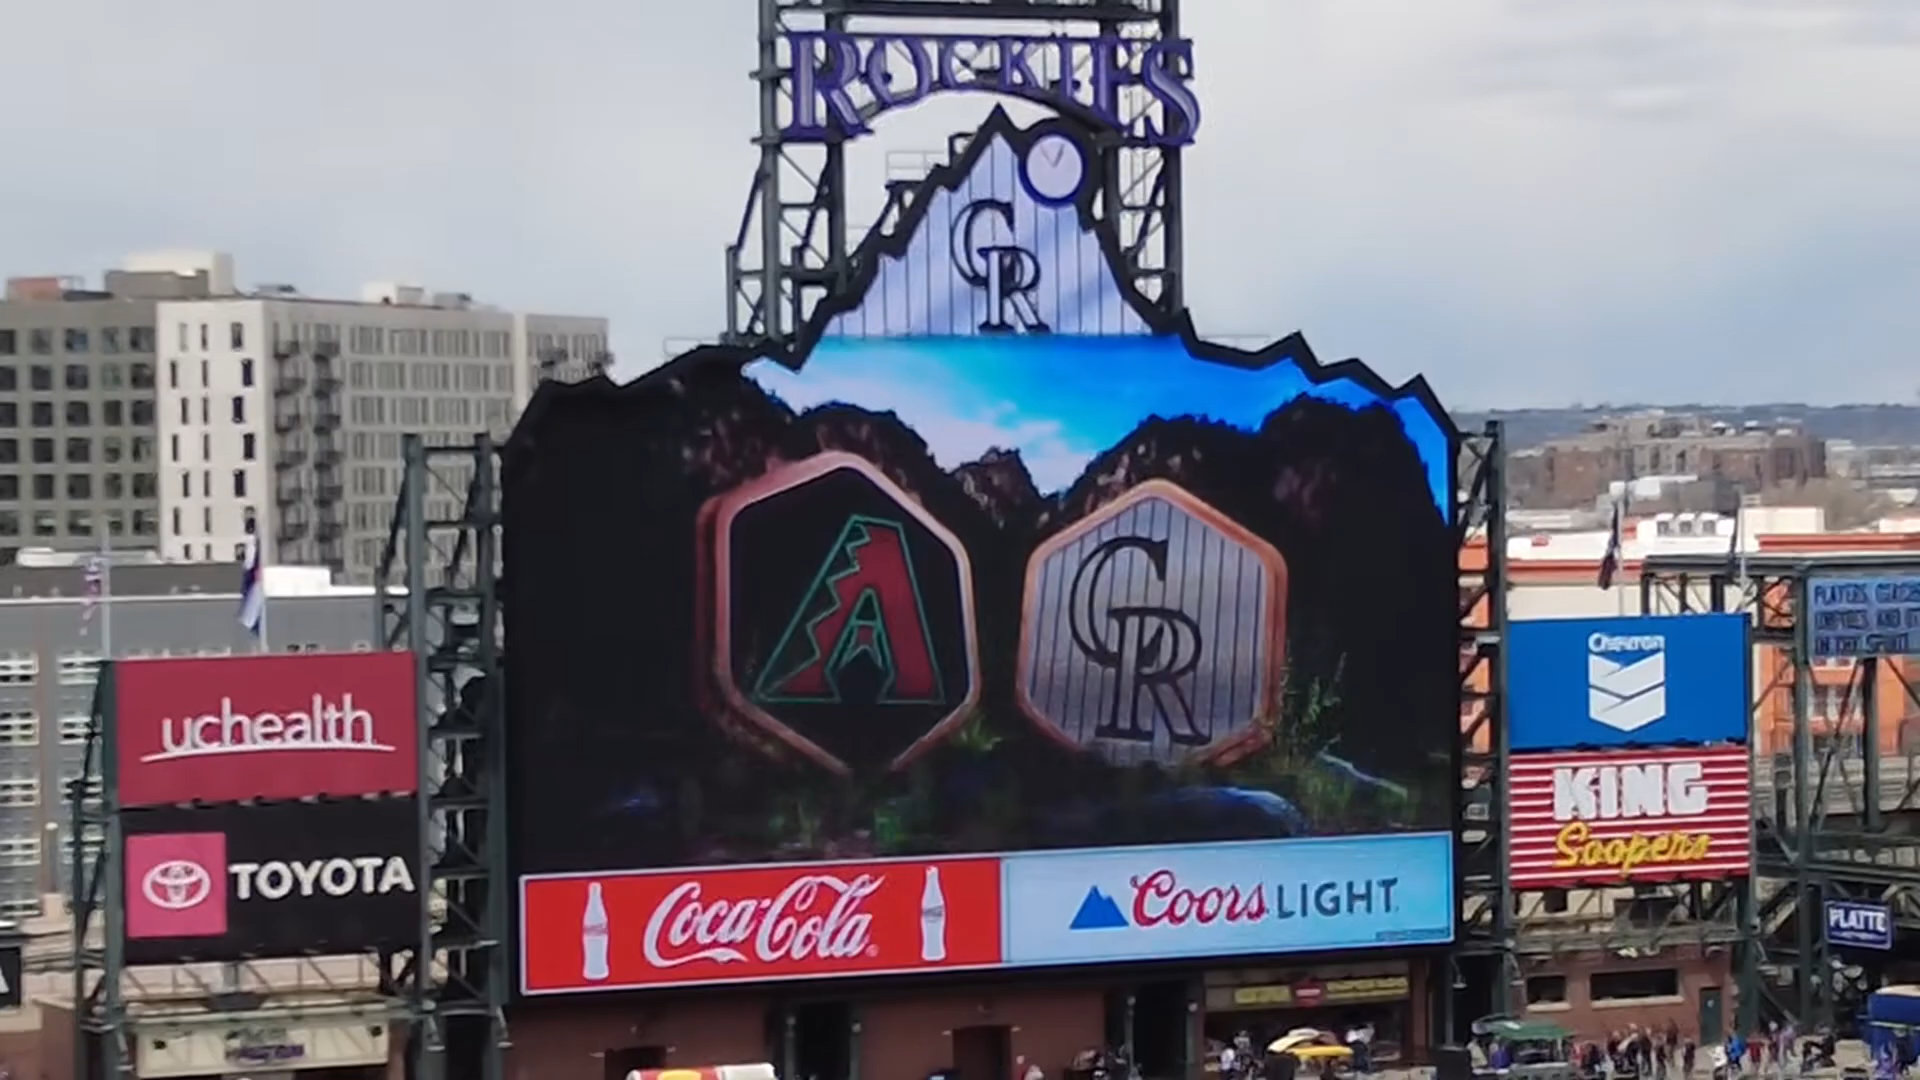 ROCKIES
CR
A
CR
uchealth
TOYOTA
Coca-Cola
Coors LIGHT
Chevron
KING
Soopers
PLATTE